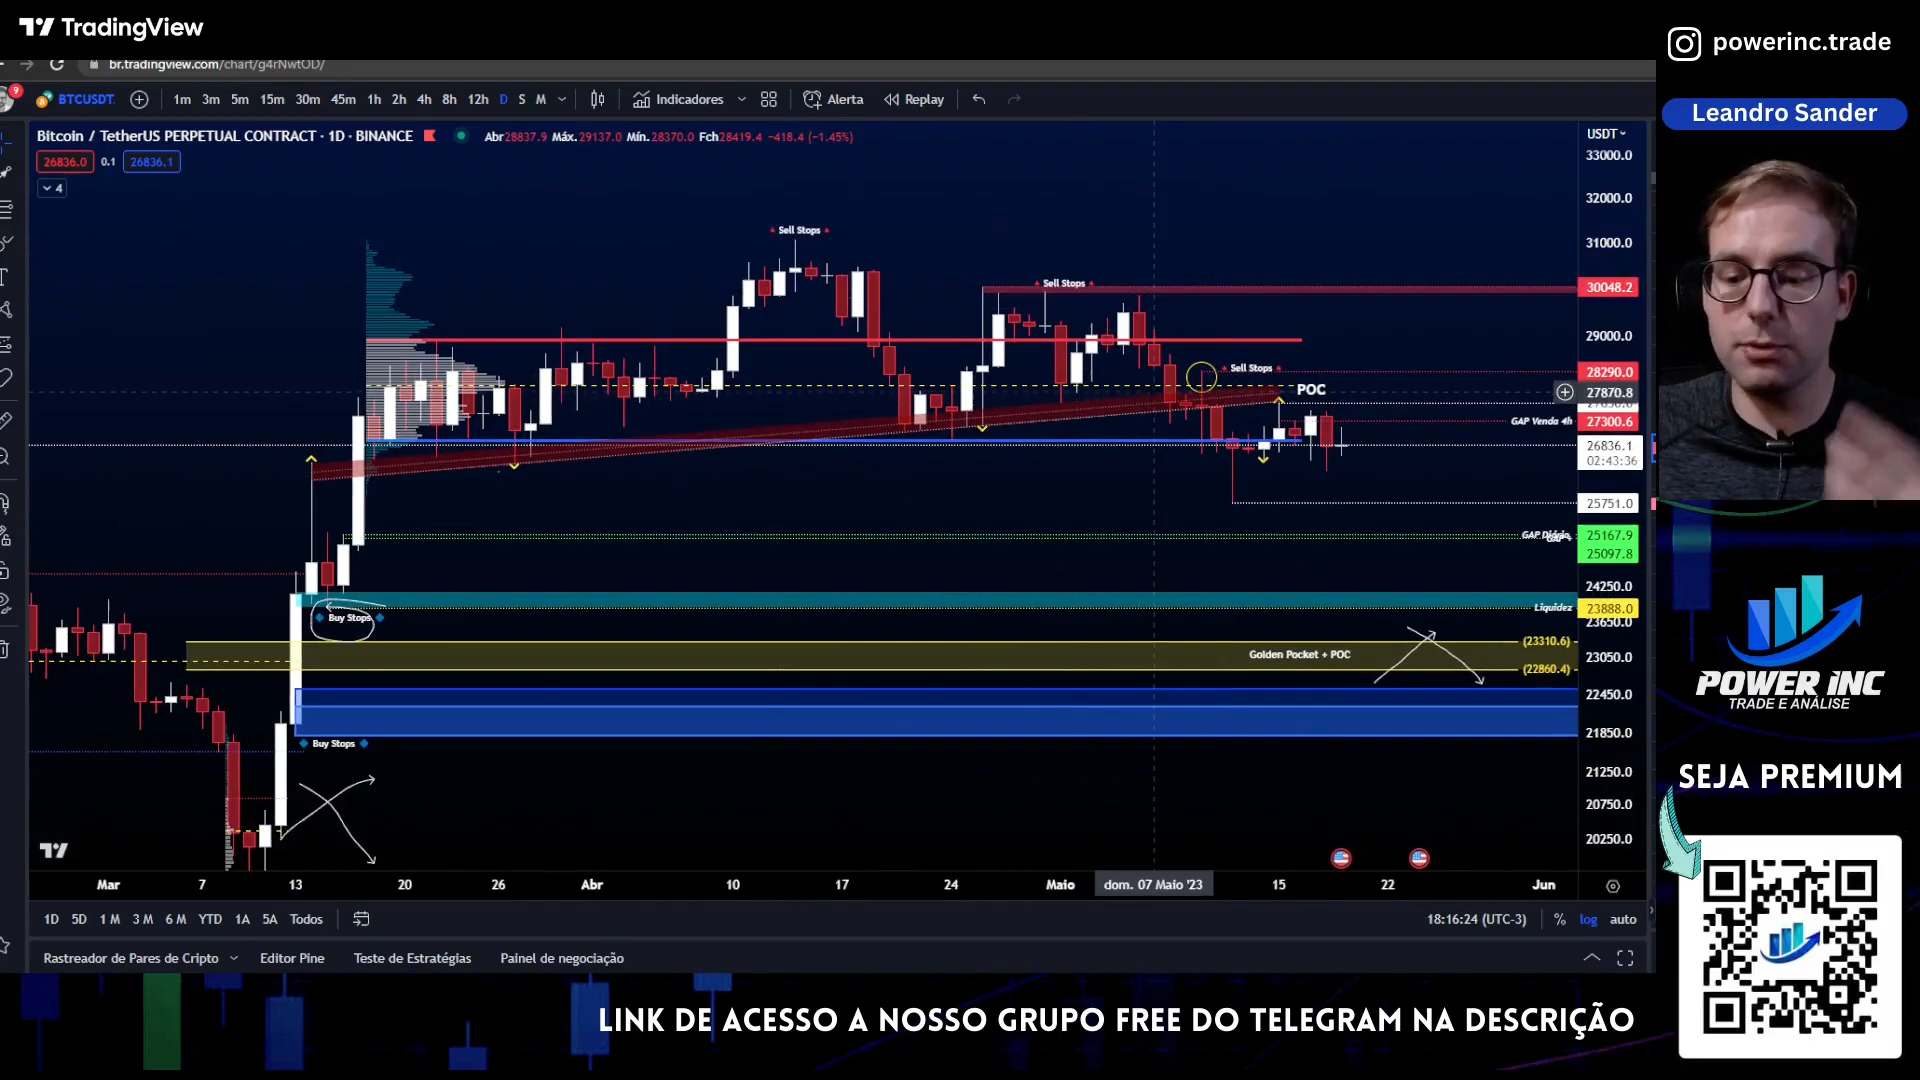 TradingView
powerinc.trade
br.tradingview.com/chart/g4rNwtOD/
9
BTCUSDT
1m 3m 5m 15m 30m 45m 1h 2h 4h 8h 12h D S M
Indicadores
Alerta
Replay
Leandro Sander
Bitcoin / TetherUS PERPETUAL CONTRACT · 1D · BINANCE
Abr28837.9 Máx.29137.0 Mín.28370.0 Fch28419.4 -418.4 (-1.45%)
USDT
26836.0 0.1 26836.1
4
33000.0
32000.0
Sell Stops
31000.0
Sell Stops
30048.2
29000.0
Sell Stops
28290.0
POC
27870.8
GAP Venda 4h
27300.6
26836.1
02:43:36
25751.0
GAP Diário
25167.9
25097.8
24250.0
Liquidez
23888.0
Buy Stops
23650.0
(23310.6)
Golden Pocket + POC
23050.0
(22860.4)
22450.0
21850.0
Buy Stops
21250.0
20750.0
20250.0
Mar 7 13 20 26 Abr 10 17 24 Maio dom. 07 Maio '23 15 22 Jun
1D 5D 1 M 3 M 6 M YTD 1A 5A Todos
18:16:24 (UTC-3) % log auto
Rastreador de Pares de Cripto Editor Pine Teste de Estratégias Painel de negociação
POWER INC
TRADE E ANÁLISE
SEJA PREMIUM
LINK DE ACESSO A NOSSO GRUPO FREE DO TELEGRAM NA DESCRIÇÃO